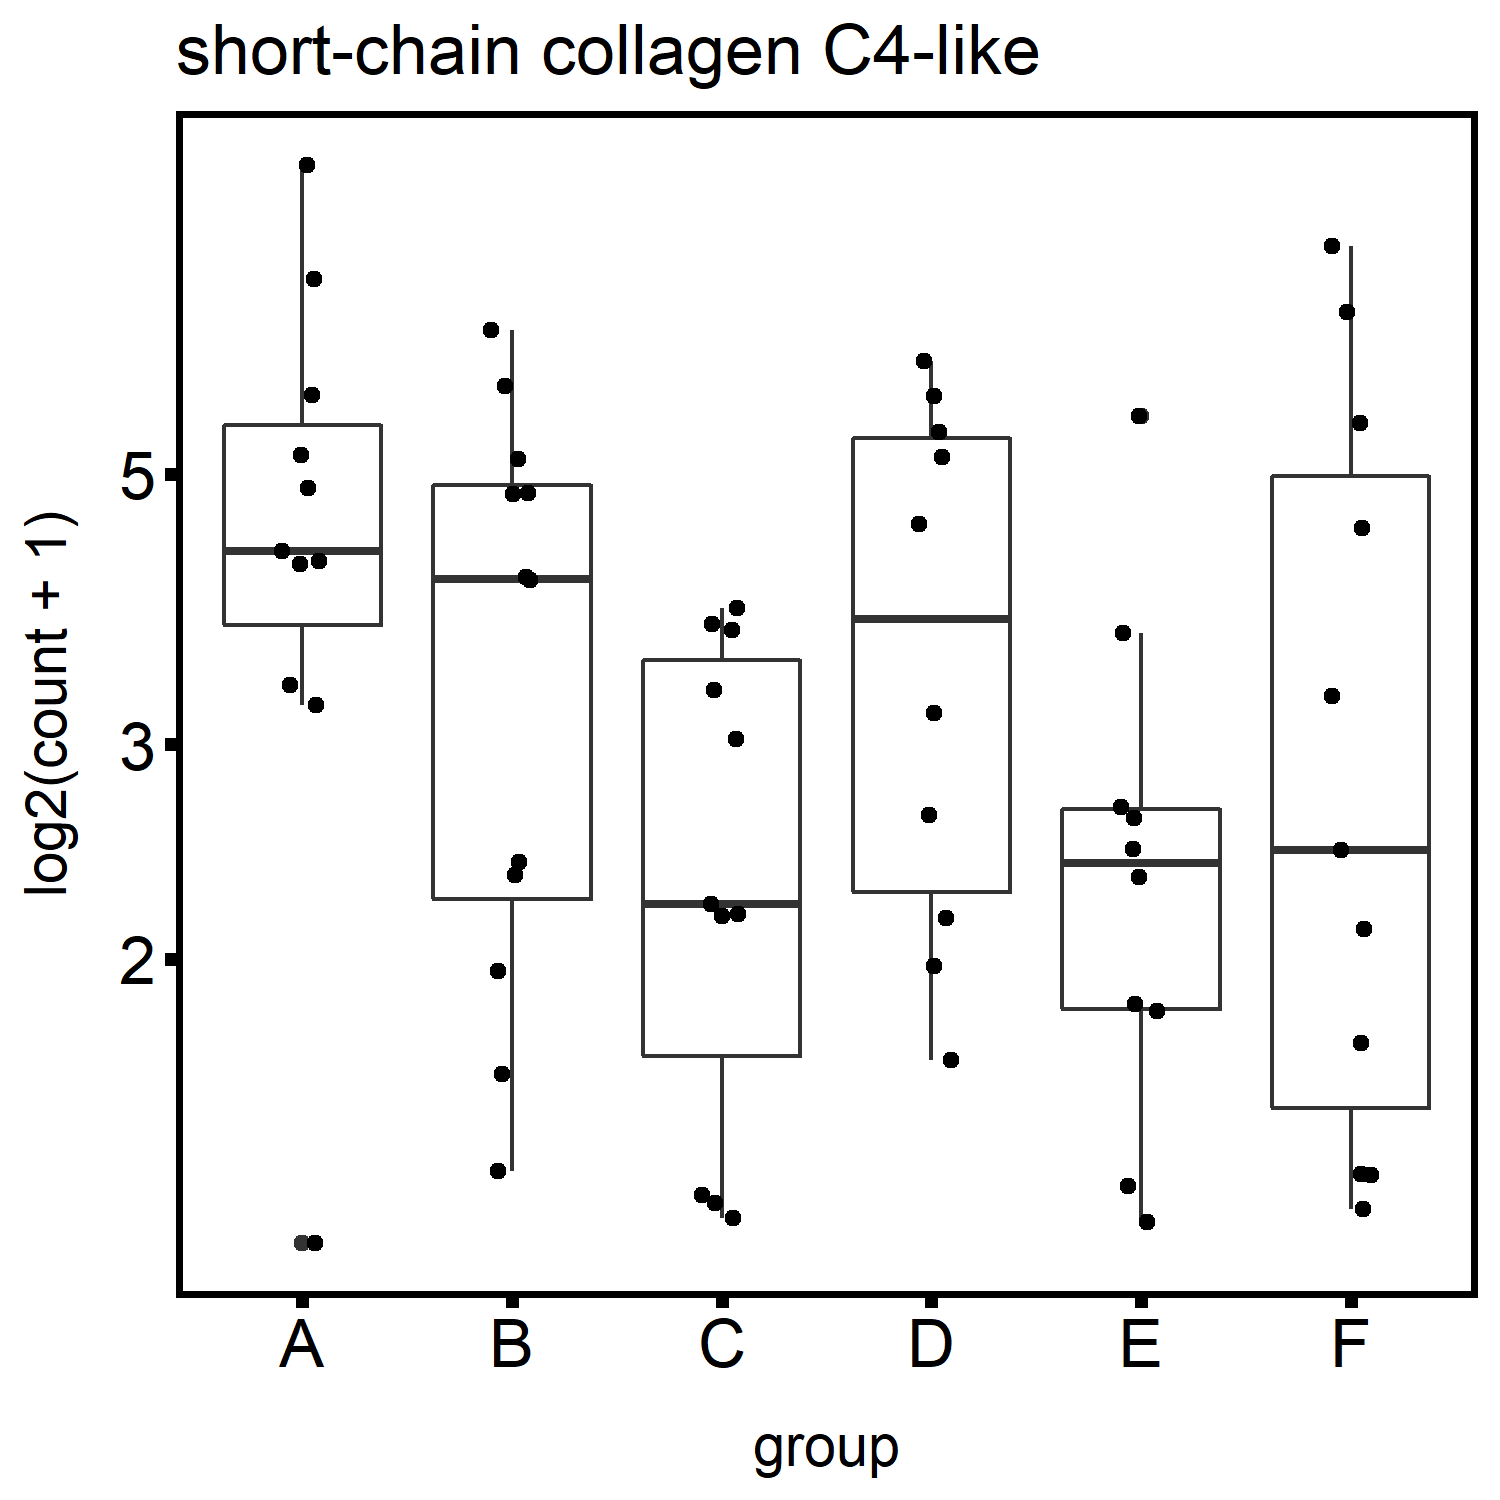 short-chain collagen C4-like
log2(count + 1)
5
3
2
A B C D E F
group